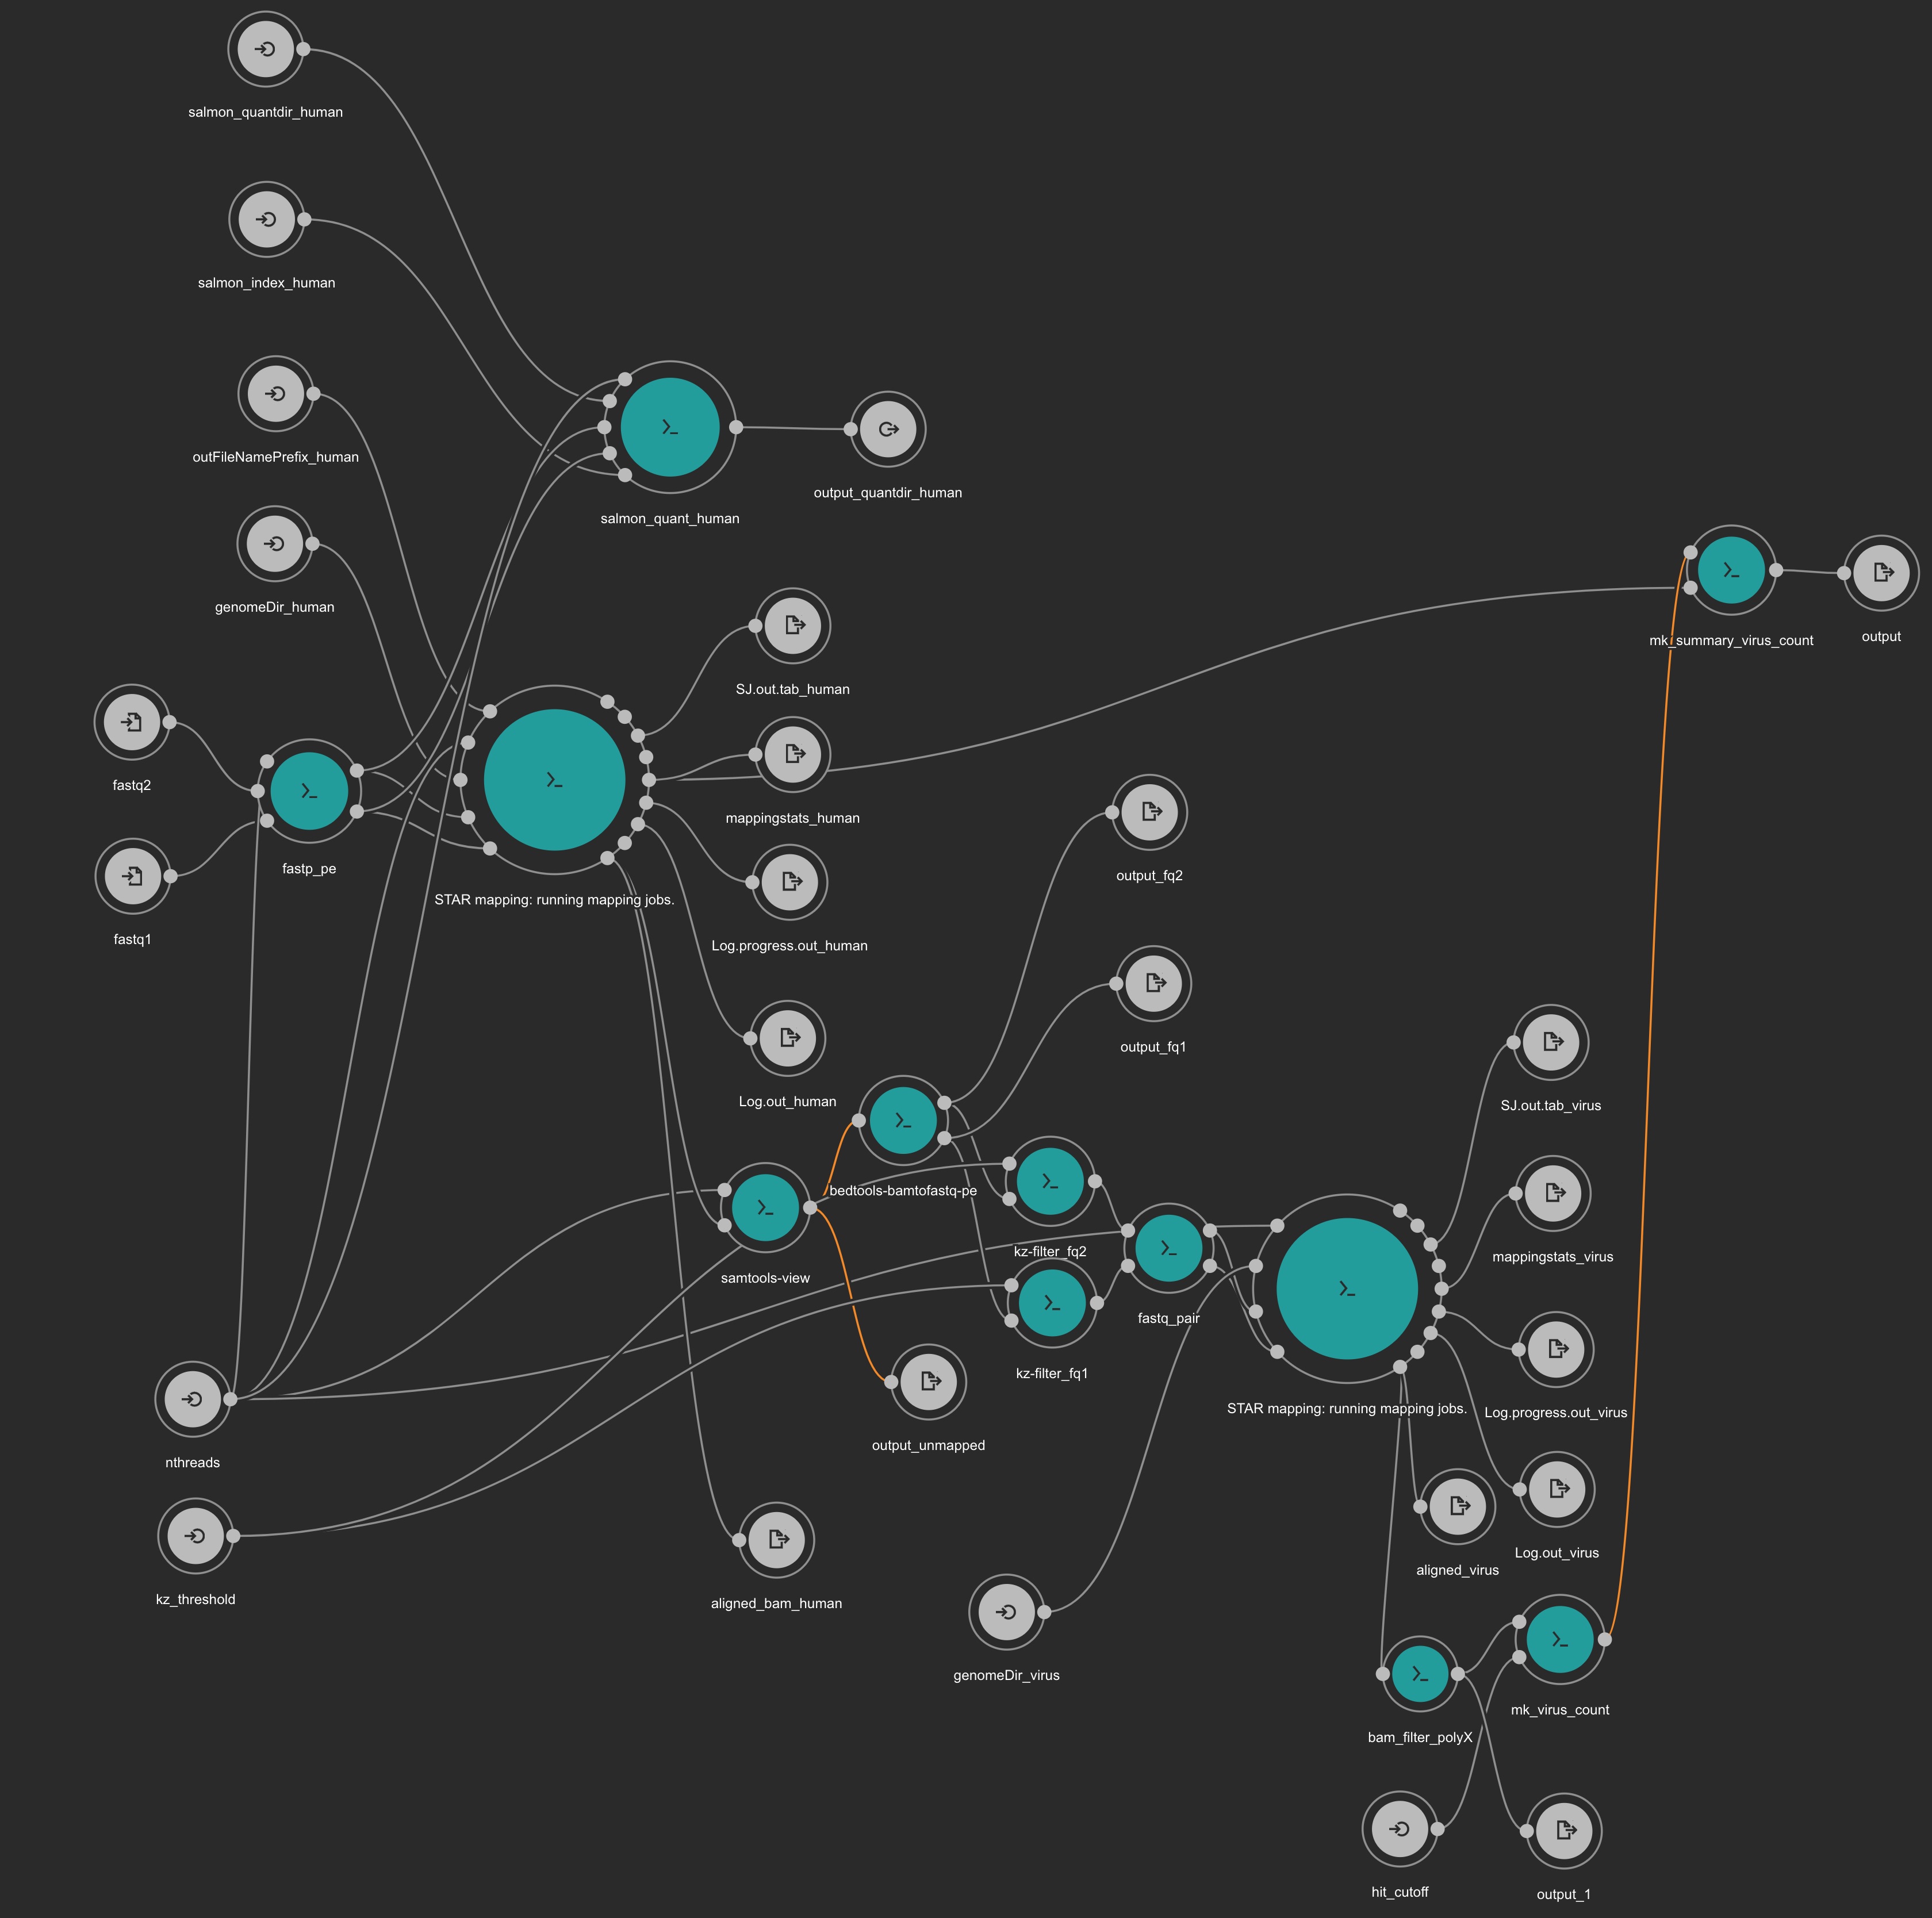 salmon_quantdir_human
salmon_index_human
outFileNamePrefix_human
output_quantdir_human
salmon_quant_human
genomeDir_human
mk_summary_virus_count
output
SJ.out.tab_human
fastq2
mappingstats_human
fastp_pe
output_fq2
STAR mapping: running mapping jobs.
fastq1
Log.progress.out_human
output_fq1
Log.out_human
SJ.out.tab_virus
bedtools-bamtofastq-pe
kz-filter_fq2
mappingstats_virus
samtools-view
fastq_pair
kz-filter_fq1
STAR mapping: running mapping jobs.
Log.progress.out_virus
output_unmapped
nthreads
Log.out_virus
aligned_virus
kz_threshold
aligned_bam_human
genomeDir_virus
mk_virus_count
bam_filter_polyX
hit_cutoff
output_1